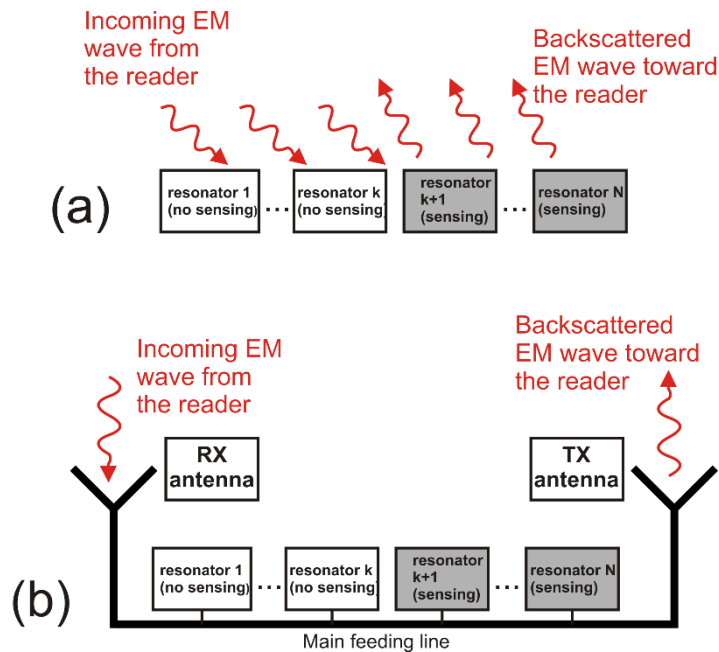 Incoming EM
wave from
the reader
Backscattered
EM wave toward
the reader
(a)
resonator 1
(no sensing)
...
resonator k
(no sensing)
resonator
k+1
(sensing)
...
resonator N
(sensing)
Incoming EM
wave from
the reader
Backscattered
EM wave toward
the reader
RX
antenna
TX
antenna
(b)
resonator 1
(no sensing)
...
resonator k
(no sensing)
resonator
k+1
(sensing)
...
resonator N
(sensing)
Main feeding line